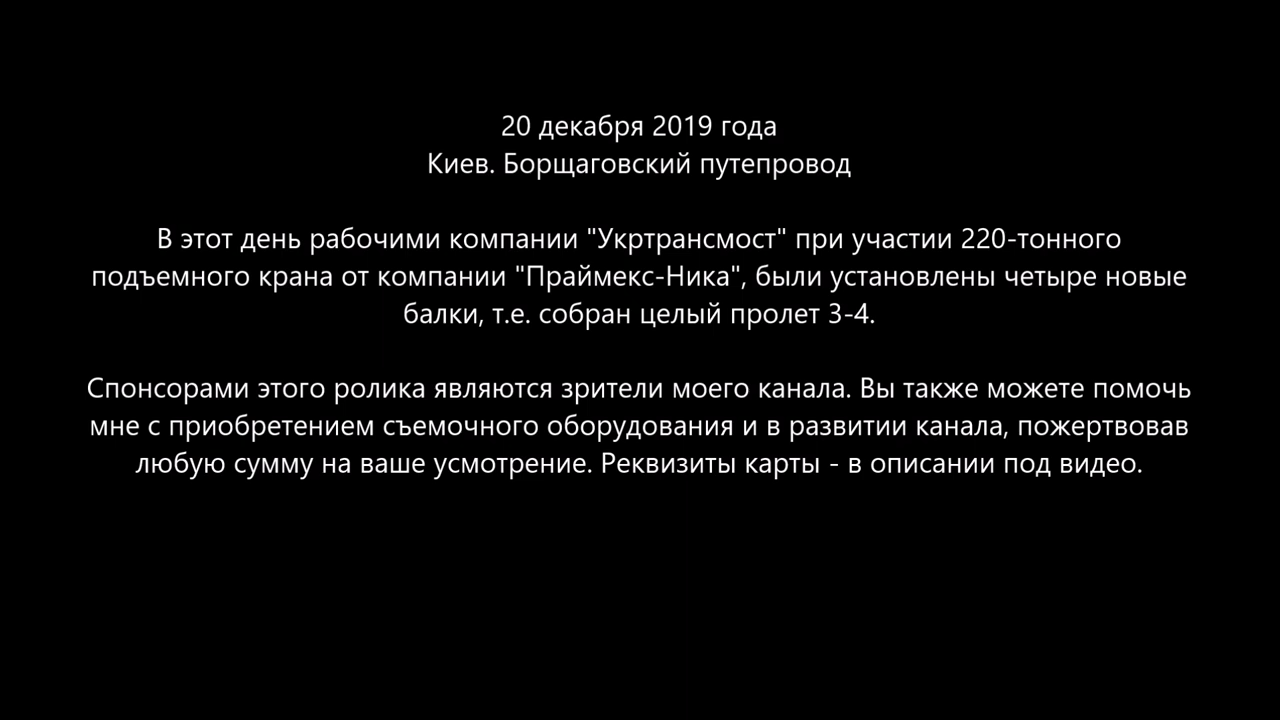 20 декабря 2019 года
Киев. Борщаговский путепровод
В этот день рабочими компании "Укртрансмост" при участии 220-тонного
подъемного крана от компании "Праймекс-Ника", были установлены четыре новые
балки, т.е. собран целый пролет 3-4.
Спонсорами этого ролика являются зрители моего канала. Вы также можете помочь
мне с приобретением съемочного оборудования и в развитии канала, пожертвовав
любую сумму на ваше усмотрение. Реквизиты карты - в описании под видео.